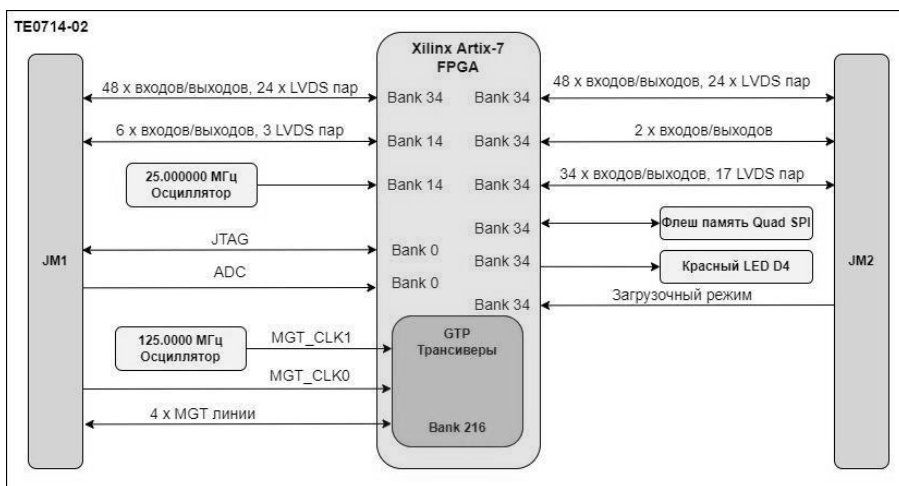 TE0714-02
Xilinx Artix-7
FPGA
JM1
48 х входов/выходов, 24 х LVDS пар
Bank 34
Bank 34
48 х входов/выходов, 24 х LVDS пар
6 х входов/выходов, 3 LVDS пар
Bank 14
Bank 34
2 х входов/выходов
25.000000 МГц
Осциллятор
Bank 14
Bank 34
34 х входов/выходов, 17 LVDS пар
Bank 34
Флеш память Quad SPI
JTAG
Bank 0
Bank 34
Красный LED D4
JM2
ADC
Bank 0
Bank 34
Загрузочный режим
125.0000 МГц
Осциллятор
MGT_CLK1
GTP
Трансиверы
MGT_CLK0
4 х MGT линии
Bank 216